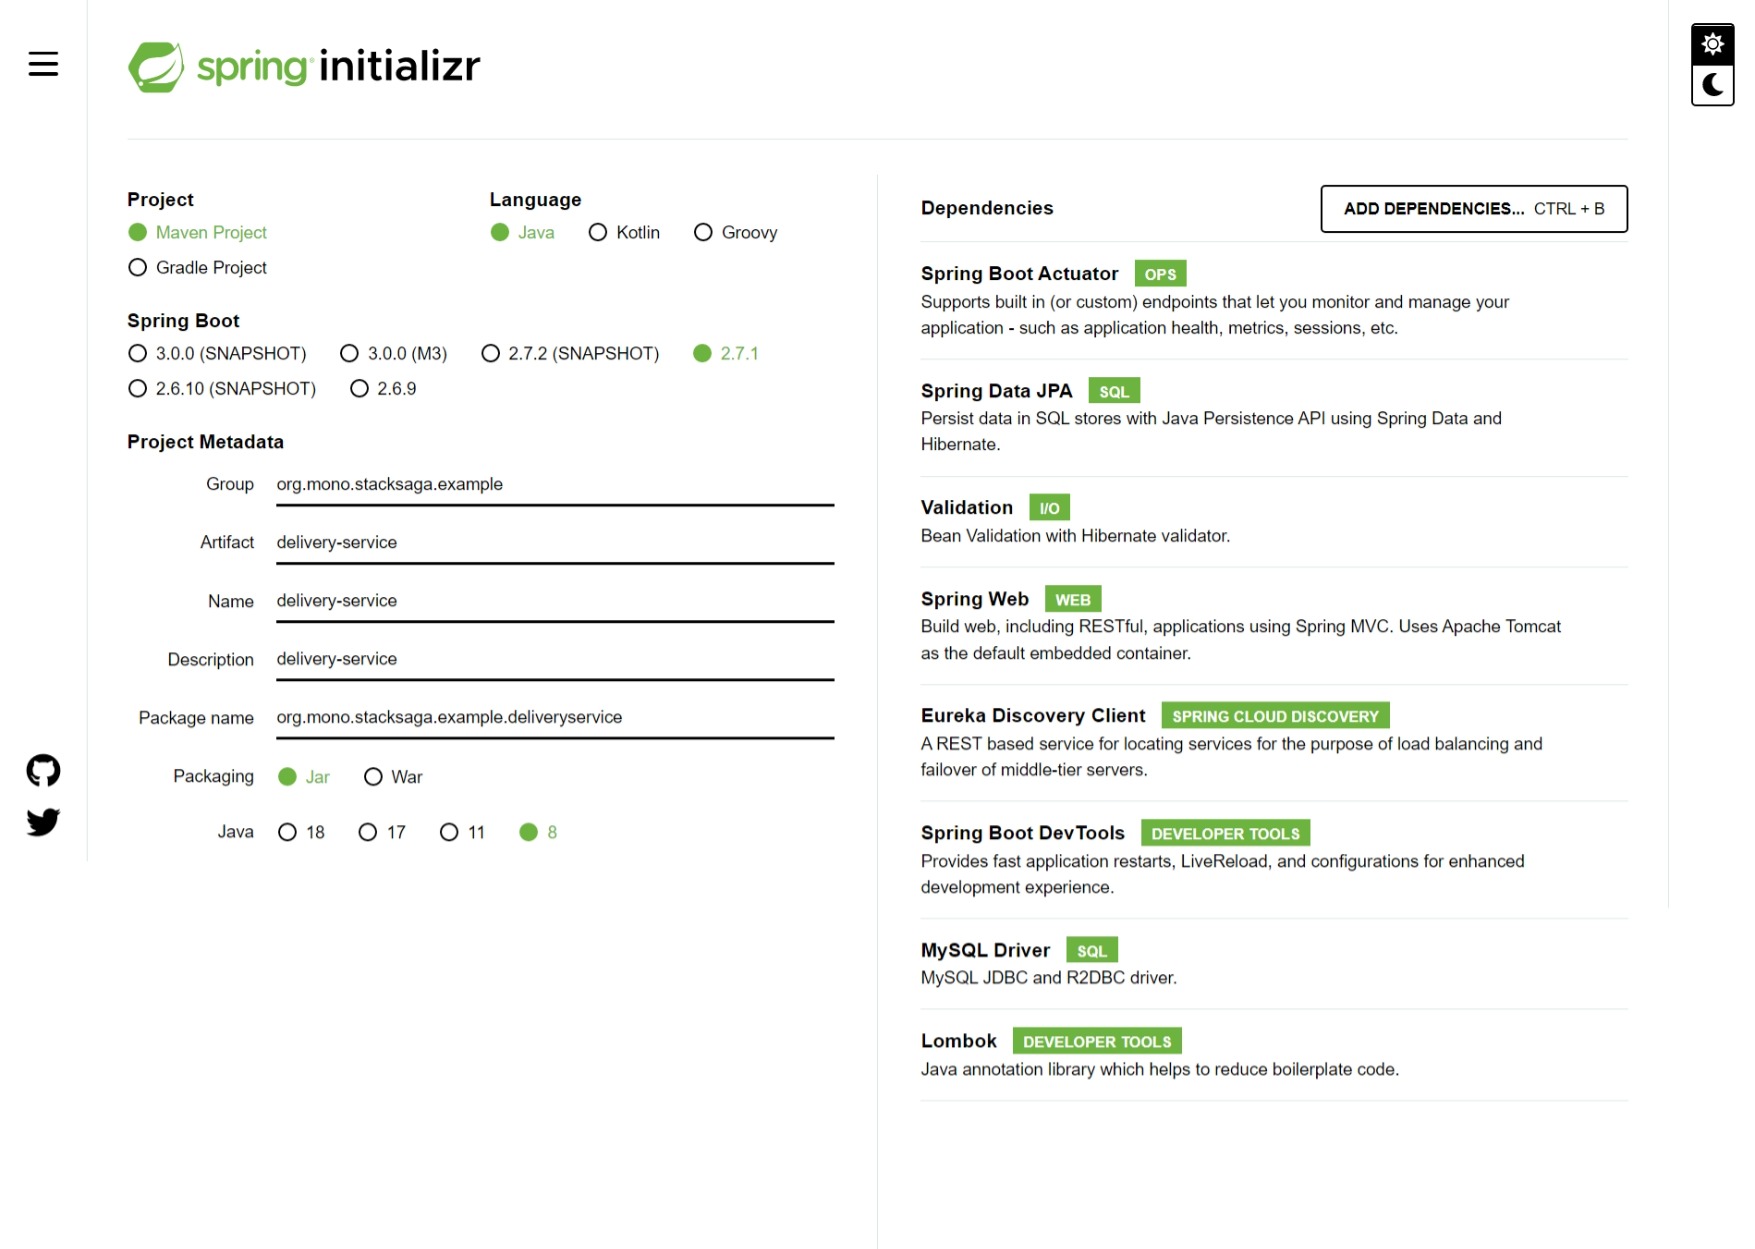 spring initializr
Project
Maven Project
Gradle Project
Language
Java Kotlin Groovy
Spring Boot
3.0.0 (SNAPSHOT) 3.0.0 (M3) 2.7.2 (SNAPSHOT) 2.7.1
2.6.10 (SNAPSHOT) 2.6.9
Project Metadata
Group org.mono.stacksaga.example
Artifact delivery-service
Name delivery-service
Description delivery-service
Package name org.mono.stacksaga.example.deliveryservice
Packaging Jar War
Java 18 17 11 8
Dependencies ADD DEPENDENCIES... CTRL + B
Spring Boot Actuator OPS
Supports built in (or custom) endpoints that let you monitor and manage your
application - such as application health, metrics, sessions, etc.
Spring Data JPA SQL
Persist data in SQL stores with Java Persistence API using Spring Data and
Hibernate.
Validation I/O
Bean Validation with Hibernate validator.
Spring Web WEB
Build web, including RESTful, applications using Spring MVC. Uses Apache Tomcat
as the default embedded container.
Eureka Discovery Client SPRING CLOUD DISCOVERY
A REST based service for locating services for the purpose of load balancing and
failover of middle-tier servers.
Spring Boot DevTools DEVELOPER TOOLS
Provides fast application restarts, LiveReload, and configurations for enhanced
development experience.
MySQL Driver SQL
MySQL JDBC and R2DBC driver.
Lombok DEVELOPER TOOLS
Java annotation library which helps to reduce boilerplate code.